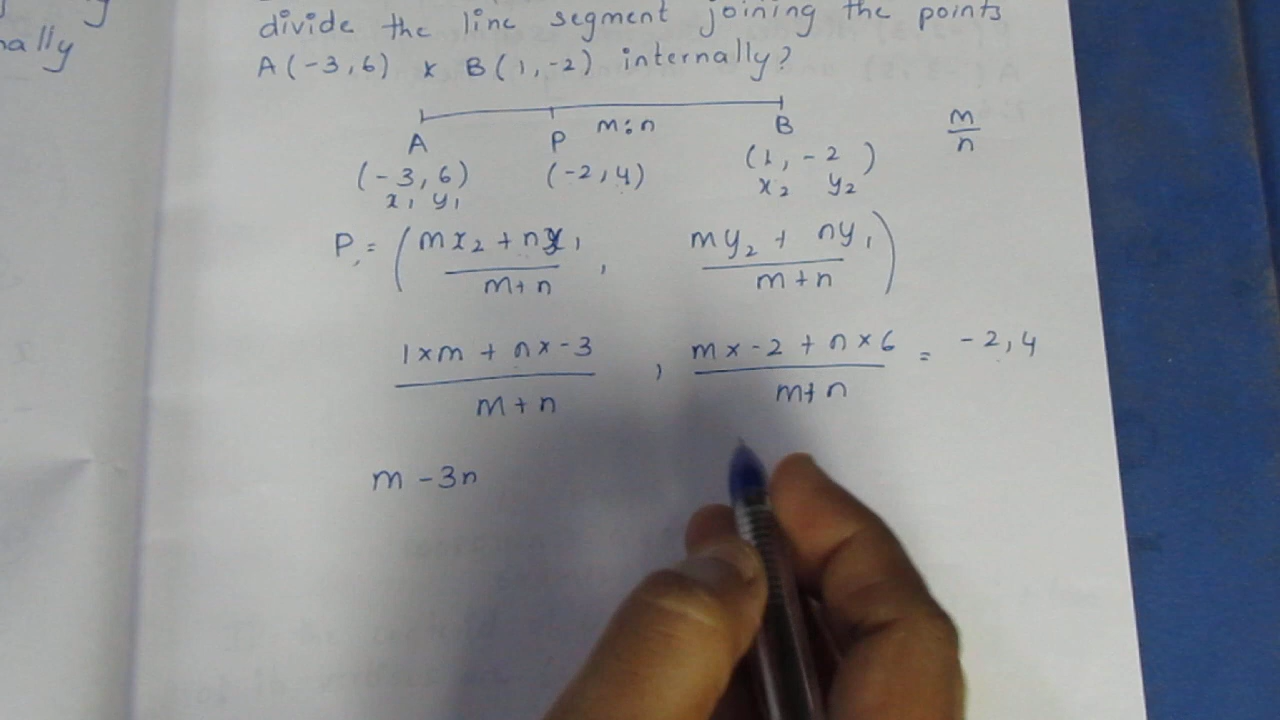 nally
divide the line segment joining the points
A(-3,6) x B(1,-2) internally?
A P m:n B m/n
(-3,6) (-2,4) (1,-2)
x₁ y₁ x₂ y₂
P = ( mx₂ + nx₁ / m+n , my₂ + ny₁ / m+n )
1×m + n×-3 / m+n , m×-2 + n×6 / m+n = -2,4
m -3n